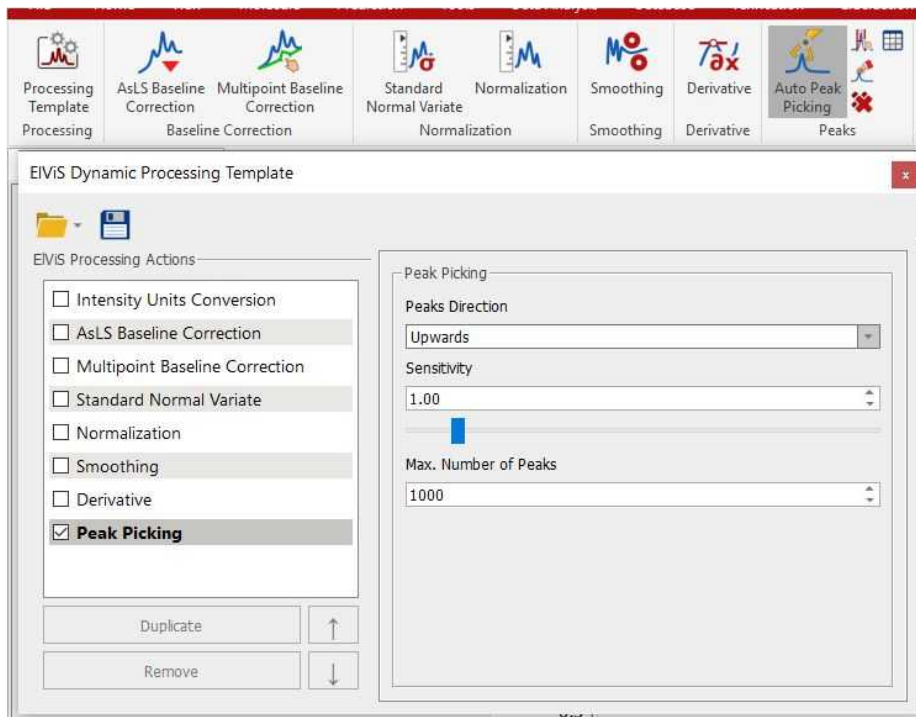 Processing Template
AsLS Baseline Correction
Multipoint Baseline Correction
Standard Normal Variate
Normalization
Smoothing
Derivative
Auto Peak Picking
Processing
Baseline Correction
Normalization
Smoothing
Derivative
Peaks
ElViS Dynamic Processing Template
ElViS Processing Actions
Intensity Units Conversion
AsLS Baseline Correction
Multipoint Baseline Correction
Standard Normal Variate
Normalization
Smoothing
Derivative
Peak Picking
Duplicate
Remove
Peak Picking
Peaks Direction
Upwards
Sensitivity
1.00
Max. Number of Peaks
1000